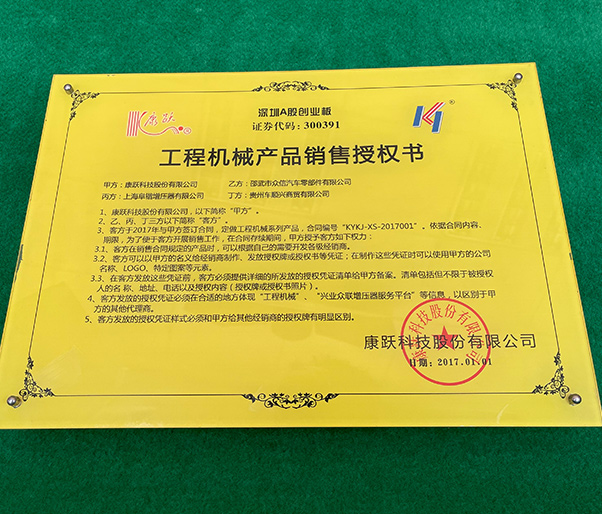 康跃
深圳A股创业板
证券代码:300391
工程机械产品销售授权书
甲方:康跃科技股份有限公司 乙方:邵武市众信汽车零部件有限公司
丙方:上海阜瑞增压器有限公司 丁方:贵州车顺兴商贸有限公司
1、康跃科技股份有限公司,以下简称“甲方”。
2、乙、丙、丁三方以下简称“客方”。
3、客方于2017年与甲方签订合同,定做工程机械系列产品,合同编号“KYKJ-XS-2017001”。依据合同内容、
期限,为了便于客方开展销售工作,在合同存续期间,甲方授予客方如下权力:
3.1、客方在销售合同规定的产品时,可以根据自己的需要开发各级经销商。
3.2、客方可以以甲方的名义给经销商制作、发放授权牌或授权书等凭证;在制作这些凭证时可以使用甲方的公司
名称、LOGO、特定图案等元素。
3.3、在客方发放这些凭证前,客方必须提供详细的所发放的授权凭证清单给甲方备案。清单包括但不限于被授权
人的名 称、地址、电话以及授权内容(授权牌或授权书照片)。
4、客方发放的授权凭证必须在合适的地方体现“工程机械”、“兴业众联增压器服务平台”等信息,以区别于甲
方的其他代理商。
5、客方发放的授权凭证样式必须和甲方给其他经销商的授权牌有明显区别。
康跃科技股份有限公司
康跃科技股份有限公司
日期:2017.01.01